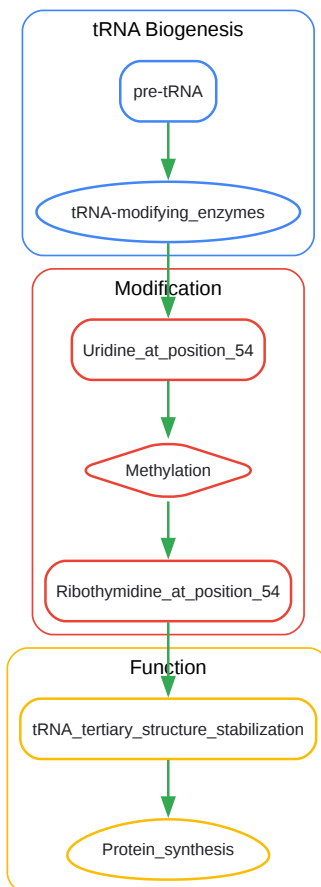 tRNA Biogenesis
pre-tRNA
tRNA-modifying_enzymes
Modification
Uridine_at_position_54
Methylation
Ribothymidine_at_position_54
Function
tRNA_tertiary_structure_stabilization
Protein_synthesis